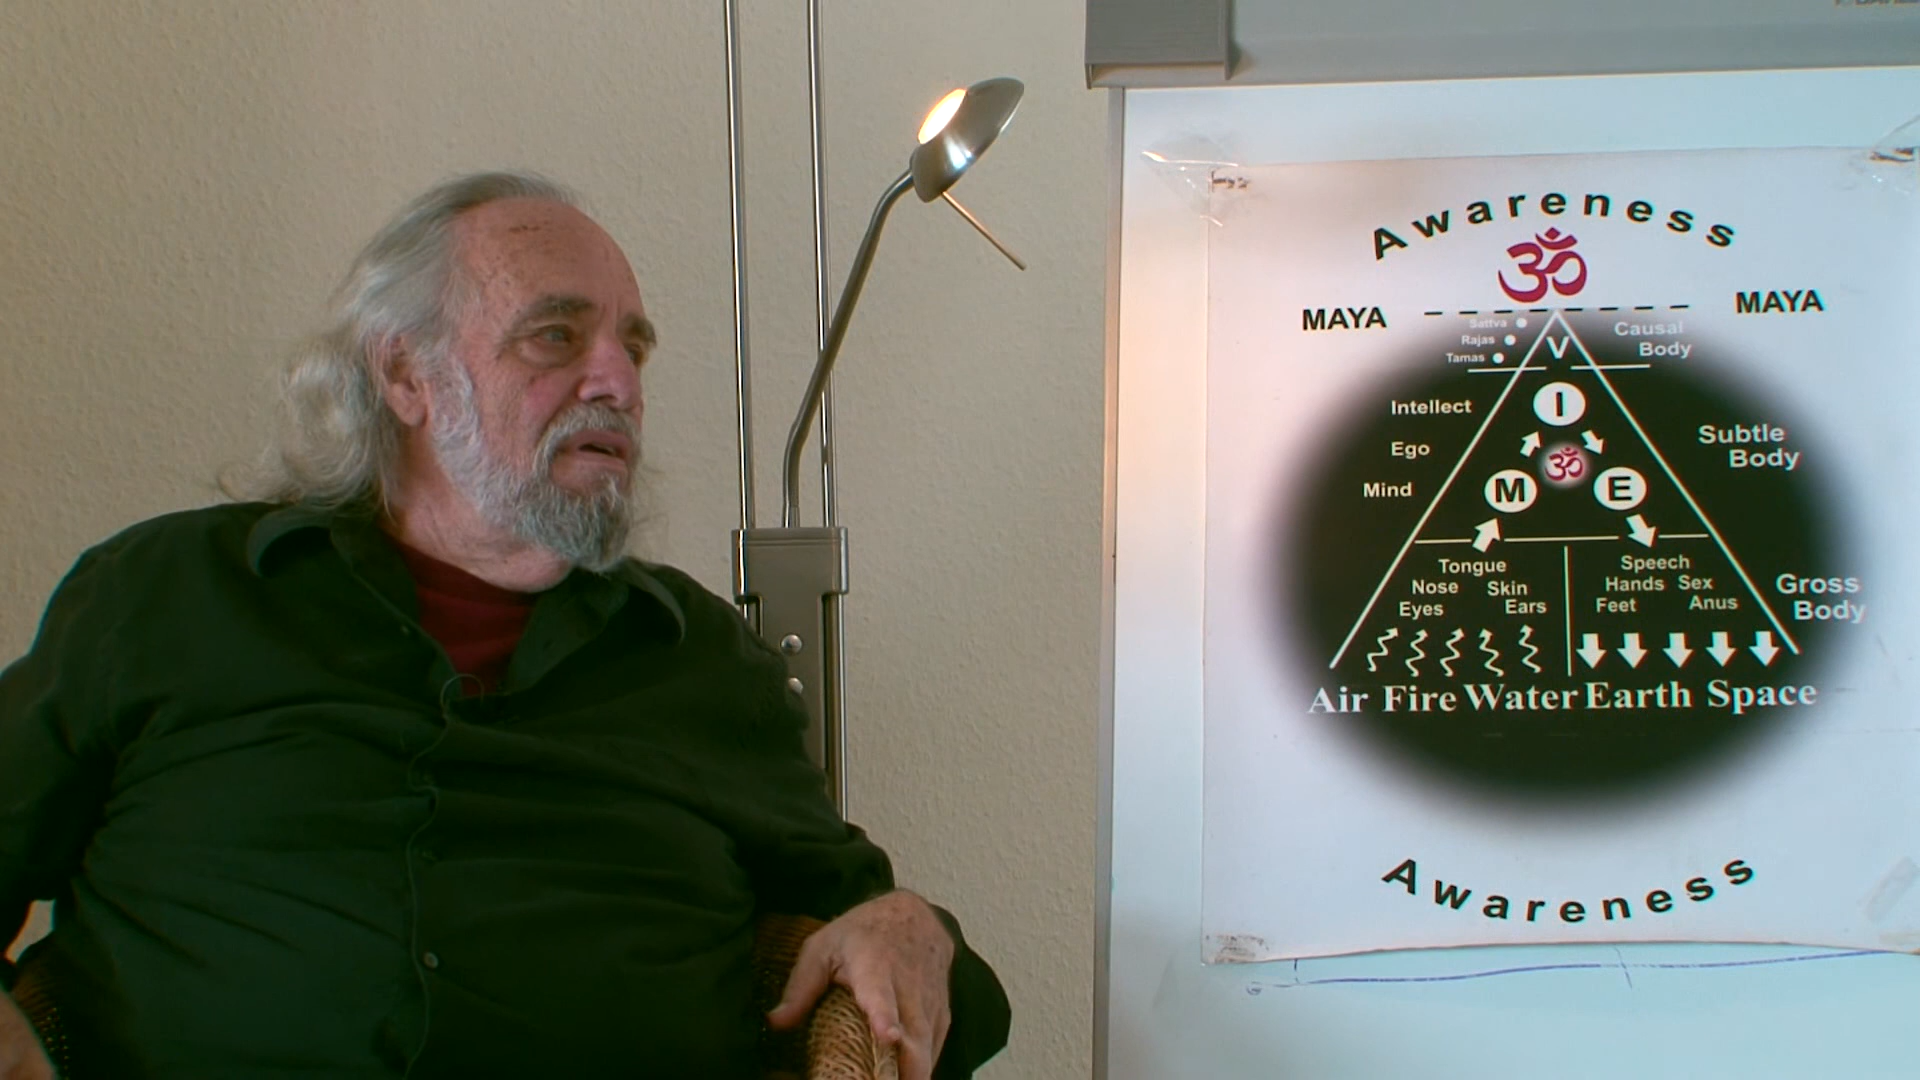 Awareness
ॐ
MAYA MAYA
Sattva Causal
Rajas V Body
Tamas
Intellect I
Ego ॐ Subtle
Body
Mind M E
Tongue Speech
Nose Skin Hands Sex Gross
Eyes Ears Feet Anus Body
Air Fire Water Earth Space
Awareness